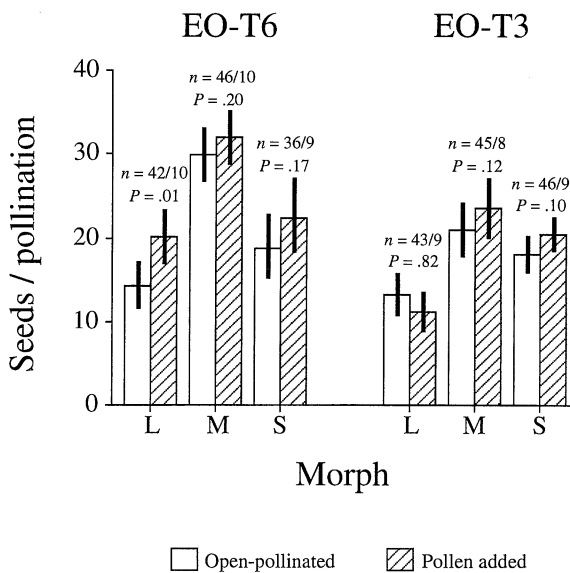 EO-T6 EO-T3
Seeds / pollination
40
30
20
10
0
n = 42/10
P = .01
n = 46/10
P = .20
n = 36/9
P = .17
n = 43/9
P = .82
n = 45/8
P = .12
n = 46/9
P = .10
L M S L M S
Morph
Open-pollinated Pollen added